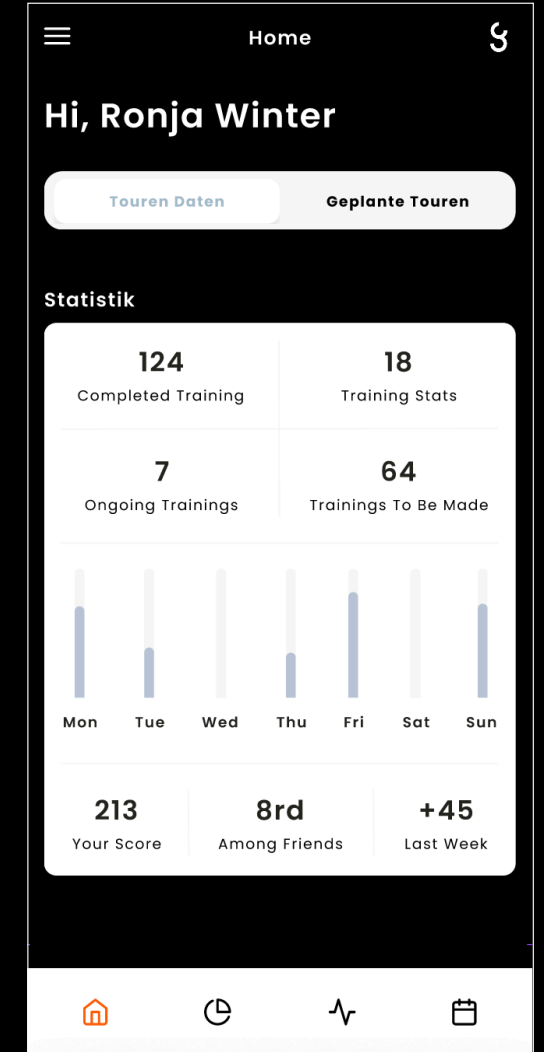 Home
Hi, Ronja Winter
Touren Daten Geplante Touren
Statistik
124 18
Completed Training Training Stats
7 64
Ongoing Trainings Trainings To Be Made
Mon Tue Wed Thu Fri Sat Sun
213 8rd +45
Your Score Among Friends Last Week